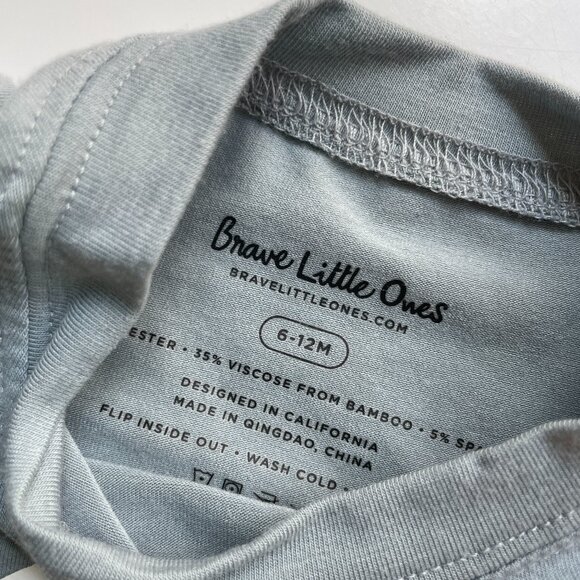 Brave Little Ones
BRAVELITTLEONES.COM
6-12M
ESTER • 35% VISCOSE FROM BAMBOO • 5% SPA
DESIGNED IN CALIFORNIA
MADE IN QINGDAO, CHINA
FLIP INSIDE OUT • WASH COLD •